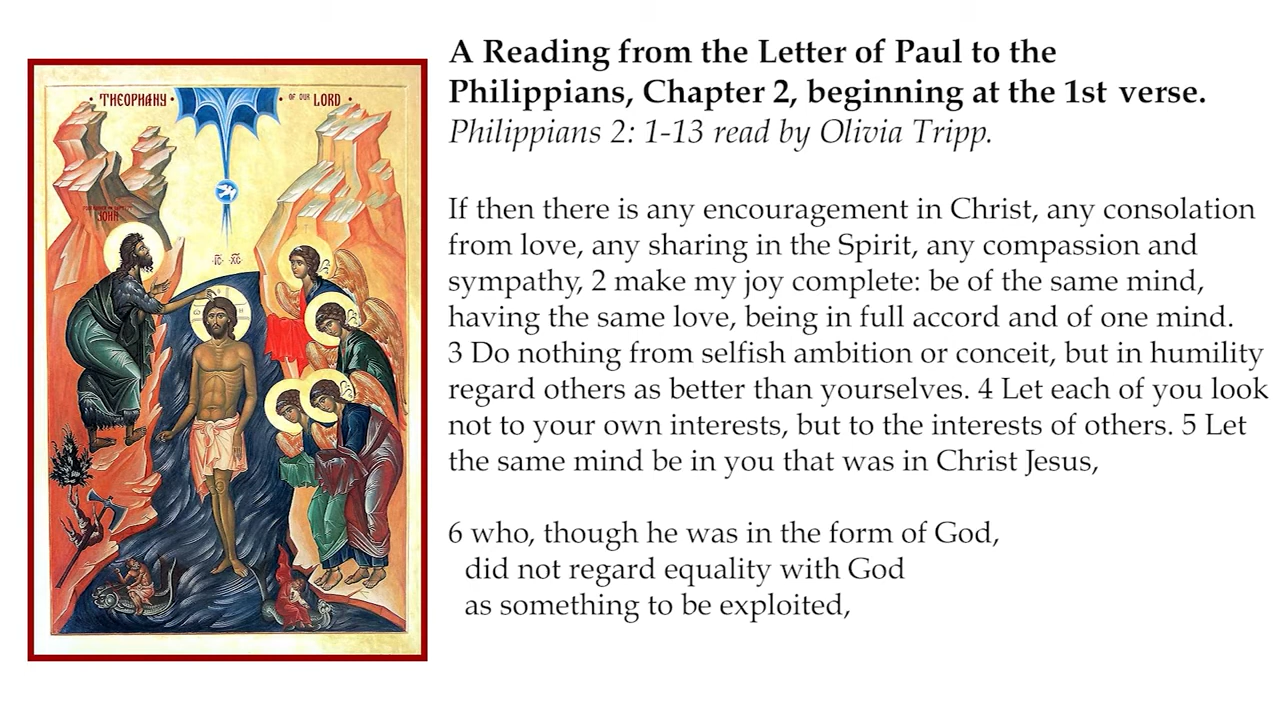 THEOPHANY OF OUR LORD
JOHN
IC XC
A Reading from the Letter of Paul to the
Philippians, Chapter 2, beginning at the 1st verse.
Philippians 2: 1-13 read by Olivia Tripp.
If then there is any encouragement in Christ, any consolation
from love, any sharing in the Spirit, any compassion and
sympathy, 2 make my joy complete: be of the same mind,
having the same love, being in full accord and of one mind.
3 Do nothing from selfish ambition or conceit, but in humility
regard others as better than yourselves. 4 Let each of you look
not to your own interests, but to the interests of others. 5 Let
the same mind be in you that was in Christ Jesus,
6 who, though he was in the form of God,
did not regard equality with God
as something to be exploited,